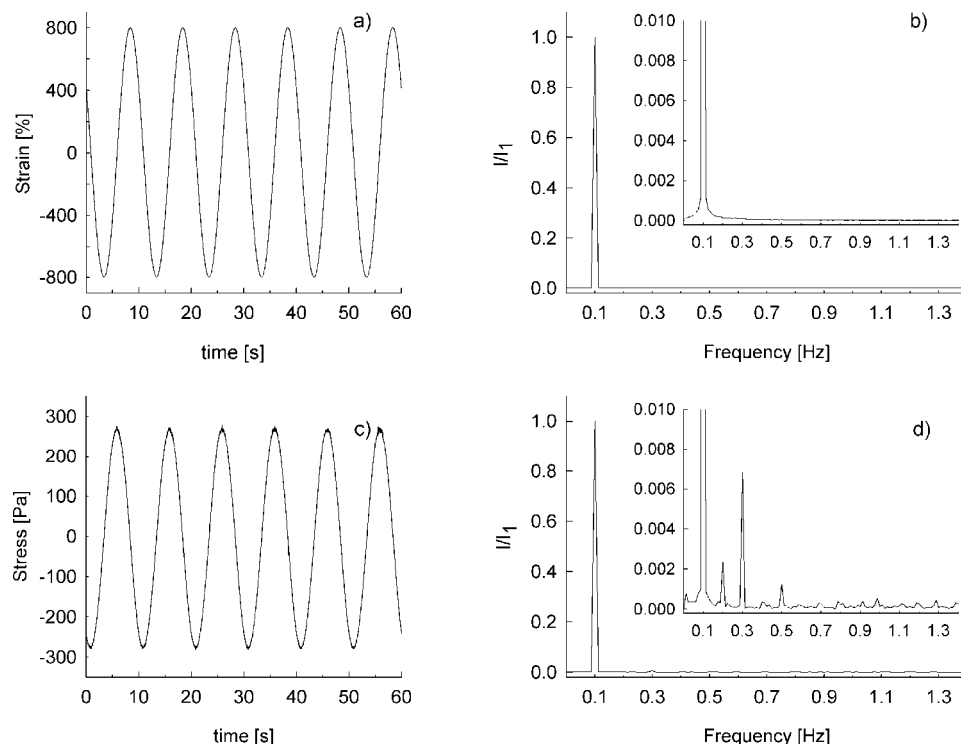 a)
800
400
0
-400
-800
Strain [%]
0 10 20 30 40 50 60
time [s]
b)
1.0
0.8
0.6
0.4
0.2
0.0
I/I1
0.1 0.3 0.5 0.7 0.9 1.1 1.3
Frequency [Hz]
0.010
0.008
0.006
0.004
0.002
0.000
0.1 0.3 0.5 0.7 0.9 1.1 1.3
c)
300
200
100
0
-100
-200
-300
Stress [Pa]
0 10 20 30 40 50 60
time [s]
d)
1.0
0.8
0.6
0.4
0.2
0.0
I/I1
0.1 0.3 0.5 0.7 0.9 1.1 1.3
Frequency [Hz]
0.010
0.008
0.006
0.004
0.002
0.000
0.1 0.3 0.5 0.7 0.9 1.1 1.3